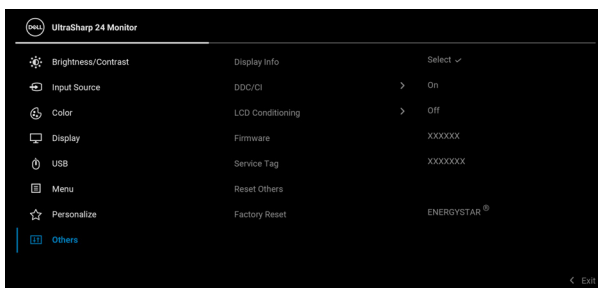 DELL UltraSharp 24 Monitor
Brightness/Contrast Display Info Select ✓
Input Source DDC/CI > On
Color LCD Conditioning > Off
Display Firmware XXXXXX
USB Service Tag XXXXXXX
Menu Reset Others
Personalize Factory Reset ENERGYSTAR ®
Others
< Exit